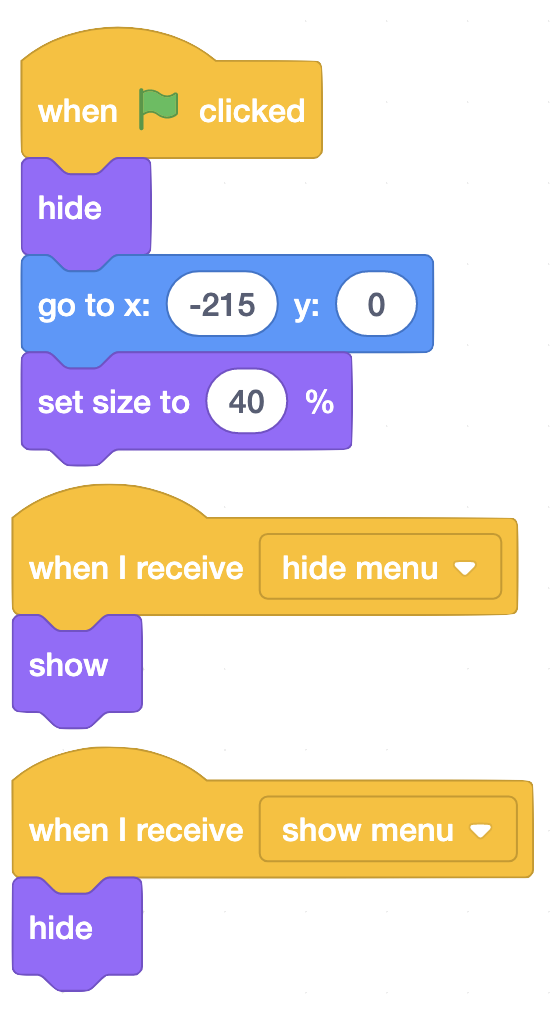 when clicked
hide
go to x: -215 y: 0
set size to 40 %
when I receive hide menu
show
when I receive show menu
hide